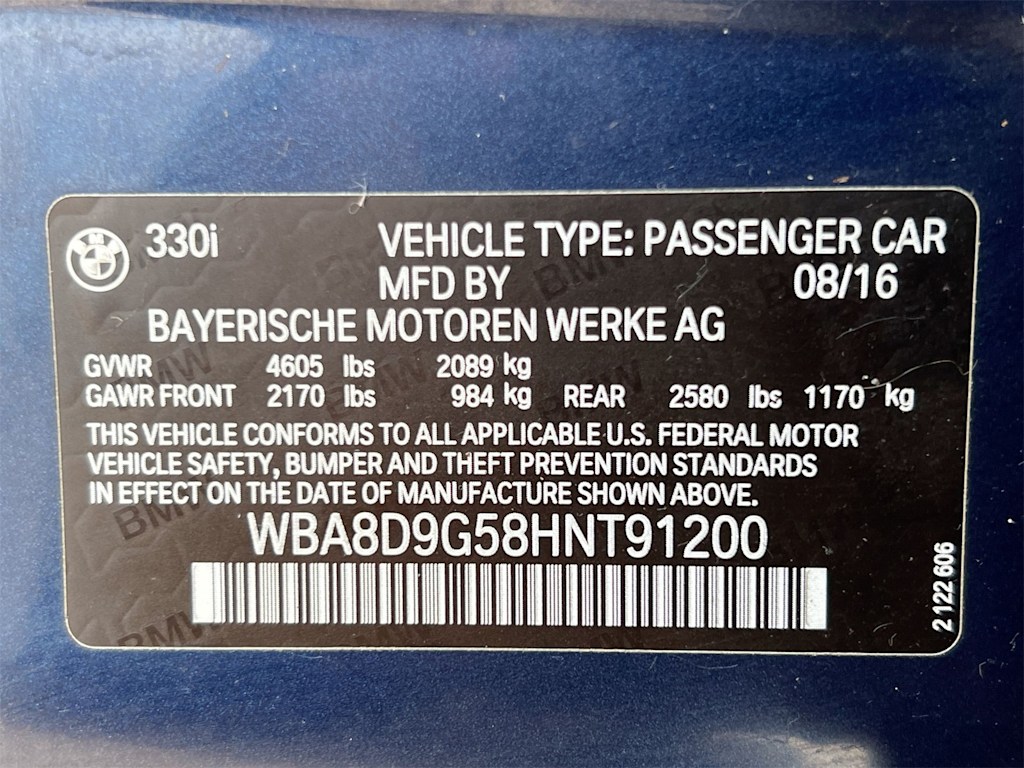 330i VEHICLE TYPE: PASSENGER CAR
MFD BY 08/16
BAYERISCHE MOTOREN WERKE AG
GVWR 4605 lbs 2089 kg
GAWR FRONT 2170 lbs 984 kg REAR 2580 lbs 1170 kg
THIS VEHICLE CONFORMS TO ALL APPLICABLE U.S. FEDERAL MOTOR
VEHICLE SAFETY, BUMPER AND THEFT PREVENTION STANDARDS
IN EFFECT ON THE DATE OF MANUFACTURE SHOWN ABOVE.
WBA8D9G58HNT91200
2 122 606